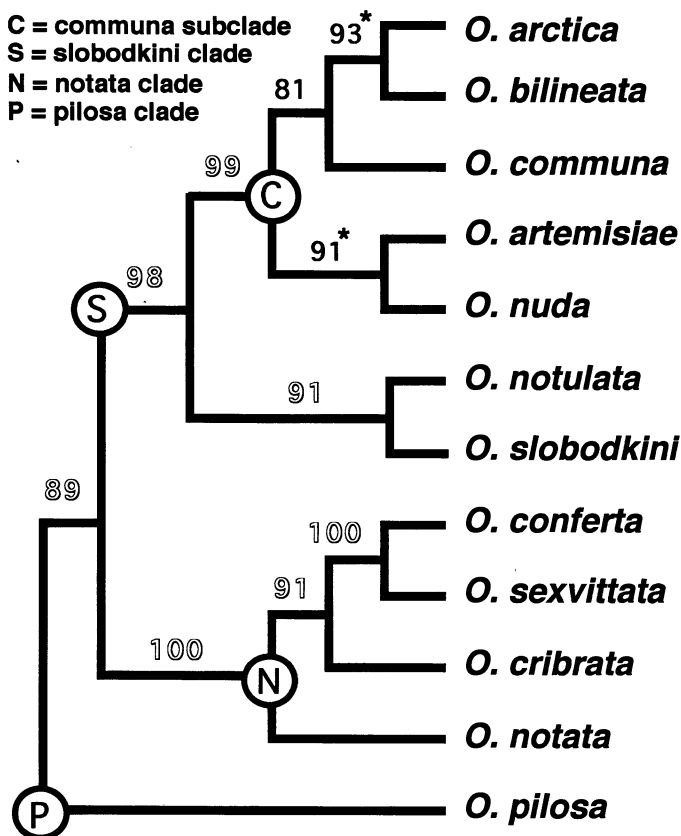 C = communa subclade
S = slobodkini clade
N = notata clade
P = pilosa clade
93*
O. arctica
O. bilineata
81
O. communa
99
C
O. artemisiae
91*
O. nuda
98
S
O. notulata
91
O. slobodkini
89
O. conferta
100
O. sexvittata
91
O. cribrata
100
N
O. notata
P
O. pilosa